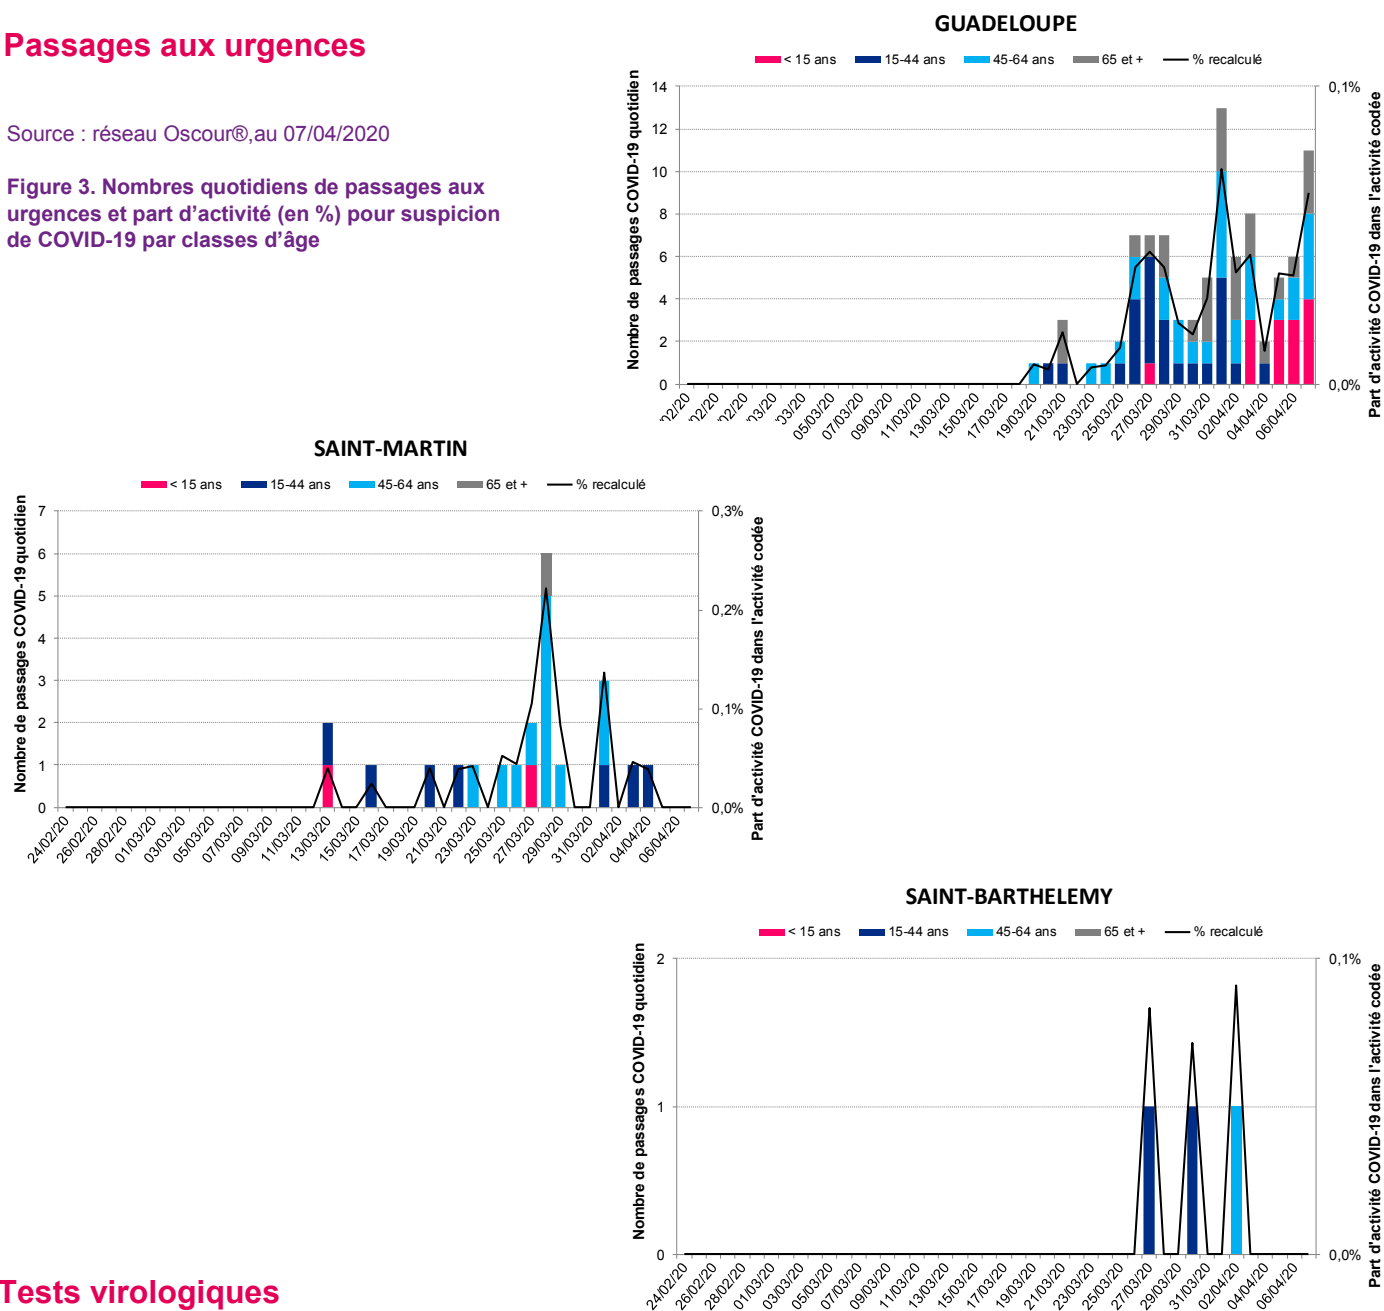 Passages aux urgences
Source : réseau Oscour®,au 07/04/2020
Figure 3. Nombres quotidiens de passages aux
urgences et part d'activité (en %) pour suspicion
de COVID-19 par classes d'âge
GUADELOUPE
< 15 ans 15-44 ans 45-64 ans 65 et + % recalculé
Nombre de passages COVID-19 quotidien
14
12
10
8
6
4
2
0
0,1%
0,0%
Part d'activité COVID-19 dans l'activité codée
05/03/20 07/03/20 09/03/20 11/03/20 13/03/20 15/03/20 17/03/20 19/03/20 21/03/20 23/03/20 25/03/20 27/03/20 29/03/20 31/03/20 02/04/20 04/04/20 06/04/20
SAINT-MARTIN
< 15 ans 15-44 ans 45-64 ans 65 et + % recalculé
Nombre de passages COVID-19 quotidien
7
6
5
4
3
2
1
0
0,3%
0,2%
0,1%
0,0%
Part d'activité COVID-19 dans l'activité codée
24/02/20 26/02/20 28/02/20 01/03/20 03/03/20 05/03/20 07/03/20 09/03/20 11/03/20 13/03/20 15/03/20 17/03/20 19/03/20 21/03/20 23/03/20 25/03/20 27/03/20 29/03/20 31/03/20 02/04/20 04/04/20 06/04/20
SAINT-BARTHELEMY
< 15 ans 15-44 ans 45-64 ans 65 et + % recalculé
Nombre de passages COVID-19 quotidien
2
1
0
0,1%
0,0%
Part d'activité COVID-19 dans l'activité codée
24/02/20 26/02/20 28/02/20 01/03/20 03/03/20 05/03/20 07/03/20 09/03/20 11/03/20 13/03/20 15/03/20 17/03/20 19/03/20 21/03/20 23/03/20 25/03/20 27/03/20 29/03/20 31/03/20 02/04/20 04/04/20 06/04/20
Tests virologiques